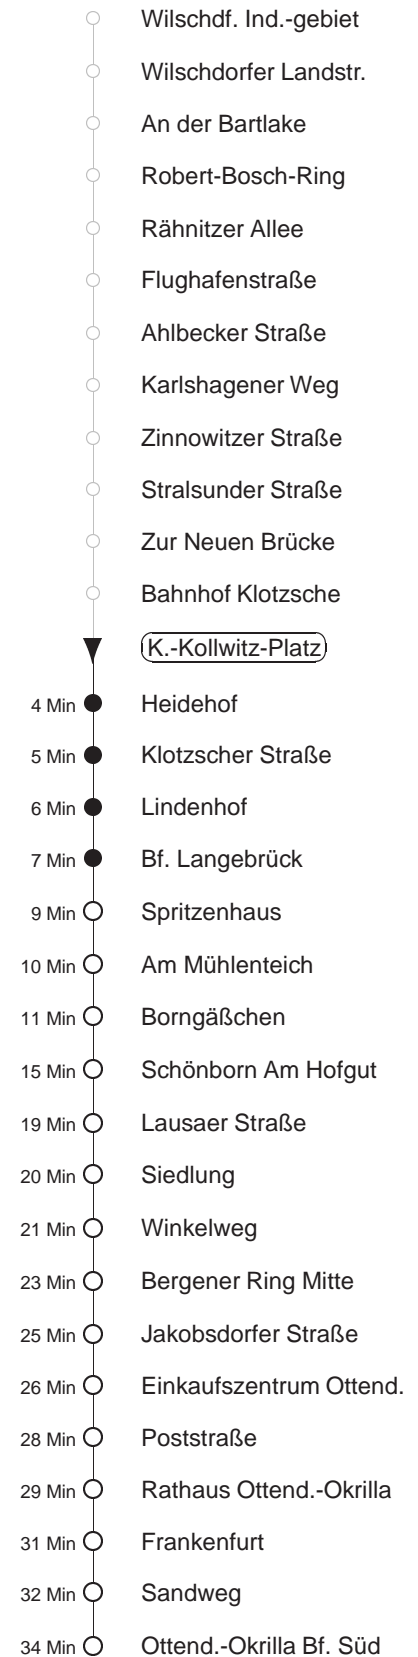 Wilschdf. Ind.-gebiet
Wilschdorfer Landstr.
An der Bartlake
Robert-Bosch-Ring
Rähnitzer Allee
Flughafenstraße
Ahlbecker Straße
Karlshagener Weg
Zinnowitzer Straße
Stralsunder Straße
Zur Neuen Brücke
Bahnhof Klotzsche
K.-Kollwitz-Platz
4 Min Heidehof
5 Min Klotzscher Straße
6 Min Lindenhof
7 Min Bf. Langebrück
9 Min Spritzenhaus
10 Min Am Mühlenteich
11 Min Borngäßchen
15 Min Schönborn Am Hofgut
19 Min Lausaer Straße
20 Min Siedlung
21 Min Winkelweg
23 Min Bergener Ring Mitte
25 Min Jakobsdorfer Straße
26 Min Einkaufszentrum Ottend.
28 Min Poststraße
29 Min Rathaus Ottend.-Okrilla
31 Min Frankenfurt
32 Min Sandweg
34 Min Ottend.-Okrilla Bf. Süd